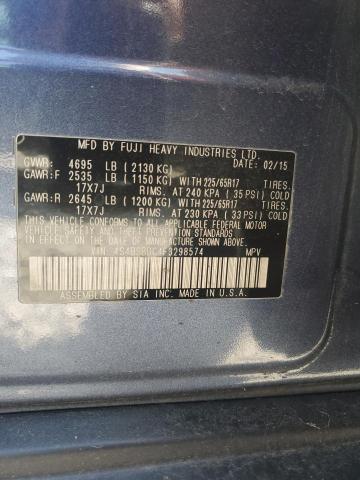 MFD BY FUJI HEAVY INDUSTRIES LTD.
GVWR: 4695 LB ( 2130 KG) DATE: 02/15
GAWR:F 2535 LB ( 1150 KG) WITH 225/65R17 TIRES.
17X7J RIMS. AT 240 KPA ( 35 PSI) COLD
GAWR:R 2645 LB ( 1200 KG) WITH 225/65R17 TIRES.
17X7J RIMS. AT 230 KPA ( 33 PSI) COLD
THIS VEHICLE CONFORMS TO ALL APPLICABLE FEDERAL MOTOR
VEHICLE SAFETY STANDARDS IN EFFECT ON THE DATE OF
MANUFACTURE SHOWN ABOVE.
VIN: MPV
ASSEMBLED BY SIA INC. MADE IN U.S.A.